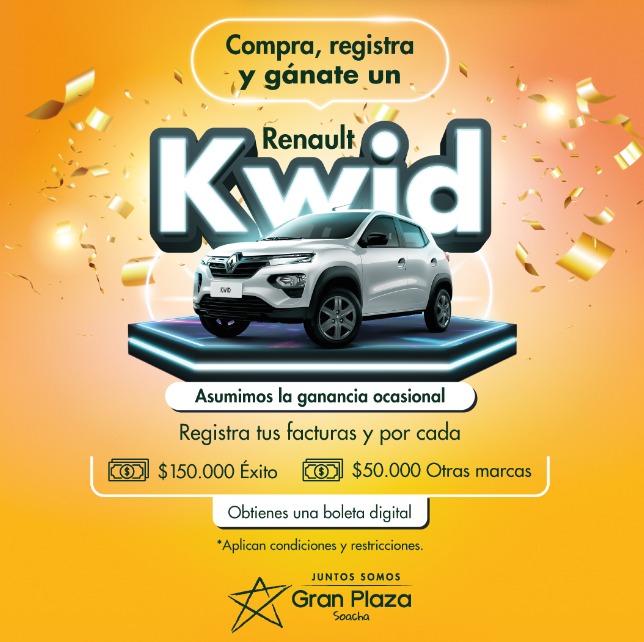 Compra, registra
y gánate un
Renault
Kwid
KWID
Asumimos la ganancia ocasional
Registra tus facturas y por cada
$150.000 Éxito $50.000 Otras marcas
Obtienes una boleta digital
*Aplican condiciones y restricciones.
JUNTOS SOMOS
Gran Plaza
Soacha